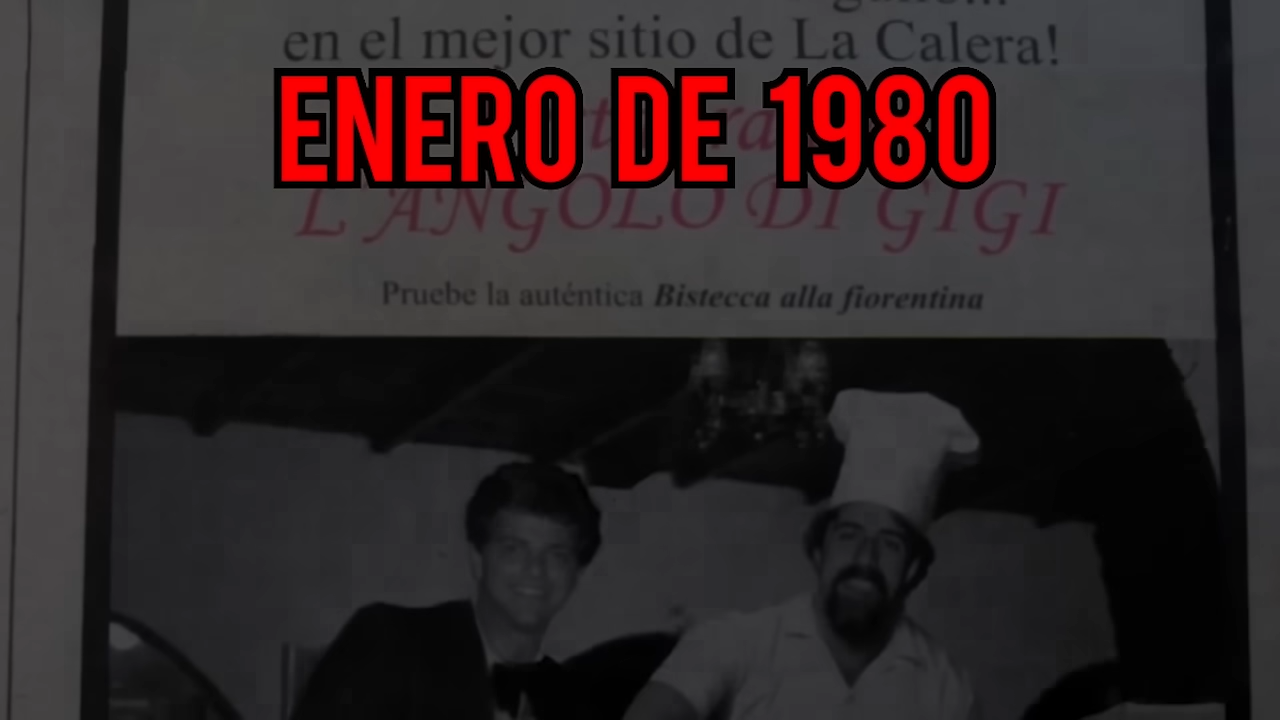 en el mejor sitio de La Calera!
ENERO DE 1980
L'ANGOLO DI GIGI
Pruebe la auténtica Bistecca alla fiorentina